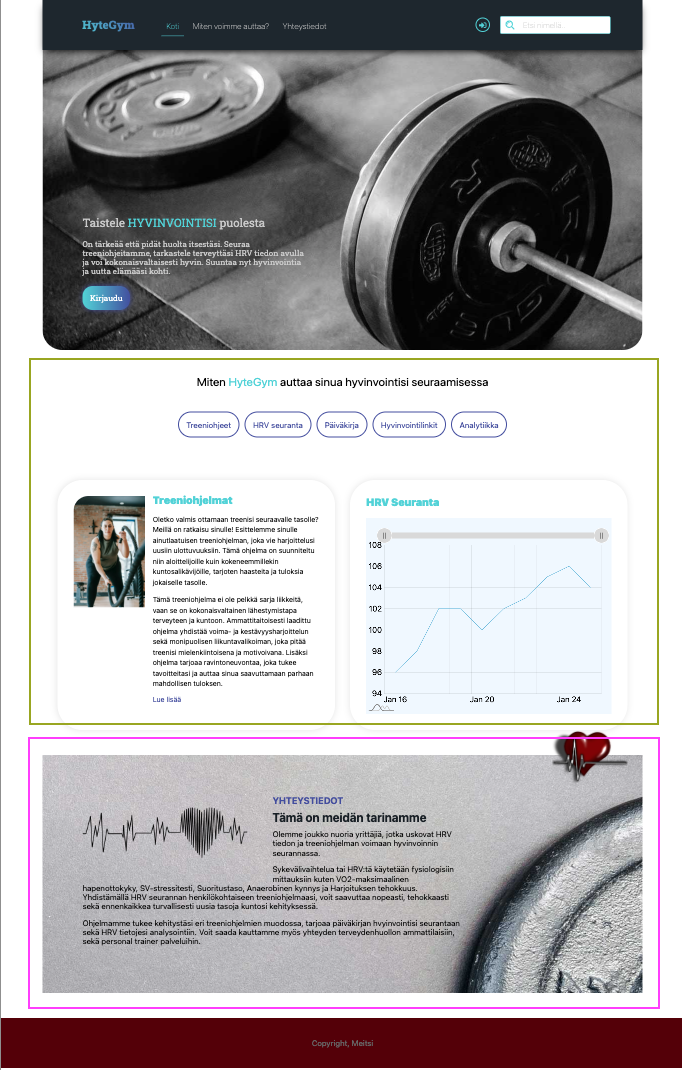 HyteGym
Koti
Miten voimme auttaa?
Yhteystiedot
Etsi nimellä
Taistele HYVINVOINTISI puolesta
On tärkeää että pidät huolta itsestäsi. Seuraa
treeniohjeitamme, tarkastele terveyttäsi HRV tiedon avulla
ja voi kokonaisvaltaisesti hyvin. Suuntaa nyt hyvinvointia
ja uutta elämääsi kohti.
Kirjaudu
Miten HyteGym auttaa sinua hyvinvointisi seuraamisessa
Treeniohjeet
HRV seuranta
Päiväkirja
Hyvinvointilinkit
Analytiikka
Treeniohjelmat
Oletko valmis ottamaan treenisi seuraavalle tasolle?
Meillä on ratkaisu sinulle! Esittelemme sinulle
ainutlaatuisen treeniohjelman, joka vie harjoittelusi
uusiin ulottuvuuksiin. Tämä ohjelma on suunniteltu
niin aloittelijoille kuin kokeneemmillekin
kuntosalikävijöille, tarjoten haasteita ja tuloksia
jokaiselle tasolle.
Tämä treeniohjelma ei ole pelkkä sarja liikkeitä,
vaan se on kokonaisvaltainen lähestymistapa
terveyteen ja kuntoon. Ammattitaitoisesti laadittu
ohjelma yhdistää voima- ja kestävyysharjoittelun
sekä monipuolisen liikuntavalikoiman, joka pitää
treenisi mielenkiintoisena ja motivoivana. Lisäksi
ohjelma tarjoaa ravintoneuvontaa, joka tukee
tavoitteitasi ja auttaa sinua saavuttamaan parhaan
mahdollisen tuloksen.
Lue lisää
HRV Seuranta
108
106
104
102
100
98
96
94
Jan 16
Jan 20
Jan 24
YHTEYSTIEDOT
Tämä on meidän tarinamme
Olemme joukko nuoria yrittäjiä, jotka uskovat HRV
tiedon ja treeniohjelman voimaan hyvinvoinnin
seurannassa.
Sykevälivaihtelua tai HRV:tä käytetään fysiologisiin
mittauksiin kuten VO2-maksimaalinen
hapenottokyky, SV-stressitesti, Suoritustaso, Anaerobinen kynnys ja Harjoituksen tehokkuus.
Yhdistämällä HRV seurannan henkilökohtaiseen treeniohjelmaasi, voit saavuttaa nopeasti, tehokkaasti
sekä ennenkaikkea turvallisesti uusia tasoja kuntosi kehityksessä.
Ohjelmamme tukee kehitystäsi eri treeniohjelmien muodossa, tarjoaa päiväkirjan hvyinvointisi seurantaan
sekä HRV tietojesi analysointiin. Voit saada kauttamme myös yhteyden terveydenhuollon ammattilaisiin,
sekä personal trainer palveluihin.
Copyright, Meitsi